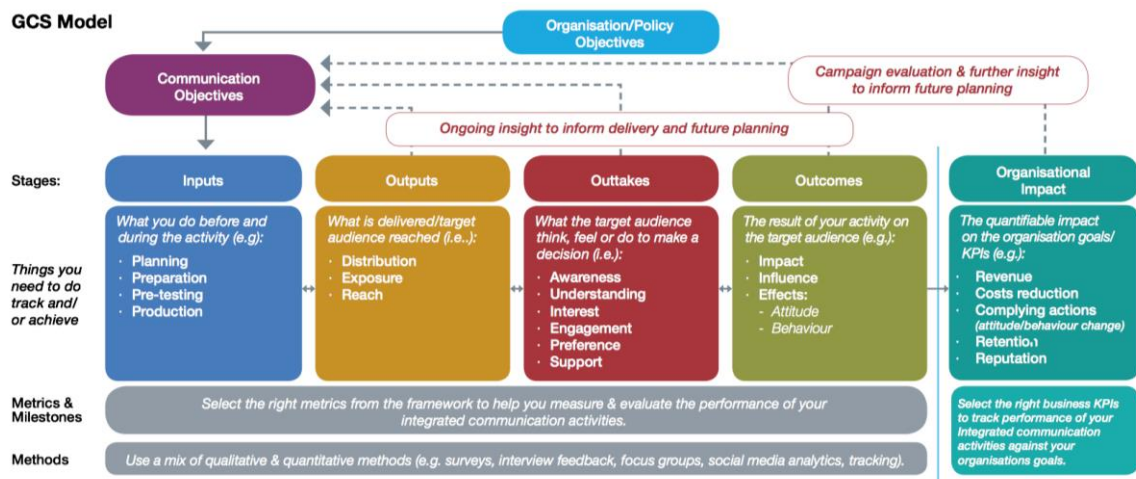 GCS Model
Organisation/Policy
Objectives
Communication
Objectives
Campaign evaluation & further insight
to inform future planning
Ongoing insight to inform delivery and future planning
Stages:
Inputs
Outputs
Outtakes
Outcomes
Organisational
Impact
Things you
need to do
track and/
or achieve
What you do before and
during the activity (e.g):
· Planning
· Preparation
· Pre-testing
· Production
What is delivered/target
audience reached (i.e..):
· Distribution
· Exposure
· Reach
What the target audience
think, feel or do to make a
decision (i.e.):
· Awareness
· Understanding
· Interest
· Engagement
· Preference
· Support
The result of your activity on
the target audience (e.g.):
· Impact
· Influence
· Effects:
- Attitude
- Behaviour
The quantifiable impact
on the organisation goals/
KPIs (e.g.):
· Revenue
· Costs reduction
· Complying actions
(attitude/behaviour change)
· Retention
· Reputation
Metrics &
Milestones
Select the right metrics from the framework to help you measure & evaluate the performance of your
integrated communication activities.
Select the right business KPIs
to track performance of your
Integrated communication
activities against your
organisations goals.
Methods
Use a mix of qualitative & quantitative methods (e.g. surveys, interview feedback, focus groups, social media analytics, tracking).